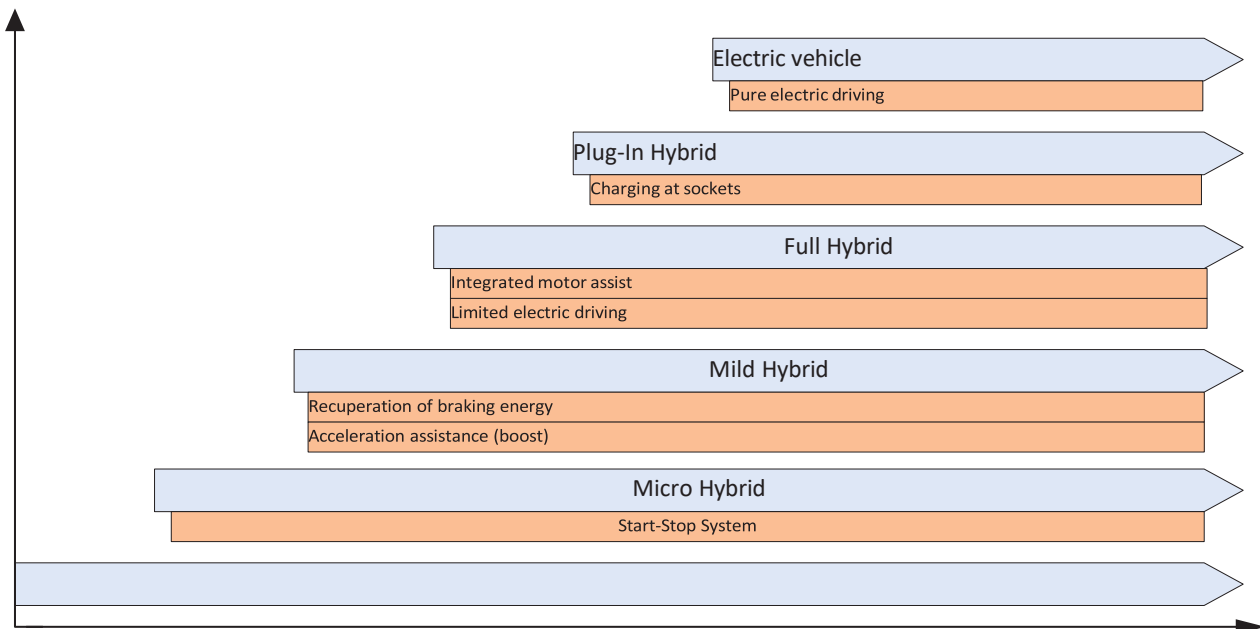 Electric vehicle
Pure electric driving
Plug-In Hybrid
Charging at sockets
Full Hybrid
Integrated motor assist
Limited electric driving
Mild Hybrid
Recuperation of braking energy
Acceleration assistance (boost)
Micro Hybrid
Start-Stop System